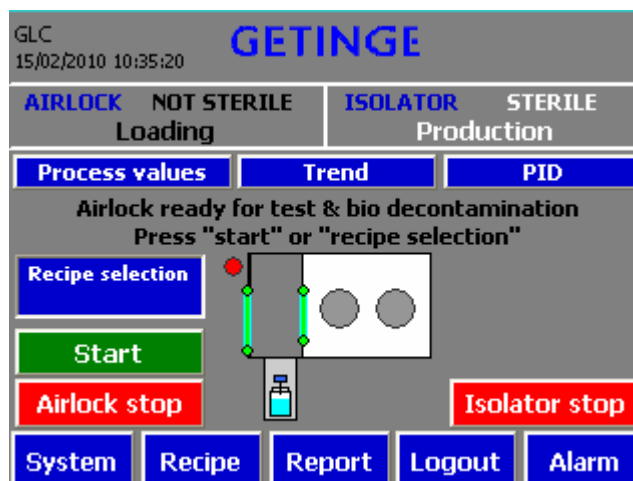 GLC
15/02/2010 10:35:20
GETINGE
AIRLOCK NOT STERILE
Loading
ISOLATOR STERILE
Production
Process values
Trend
PID
Airlock ready for test & bio decontamination
Press "start" or "recipe selection"
Recipe selection
Start
Airlock stop
Isolator stop
System
Recipe
Report
Logout
Alarm